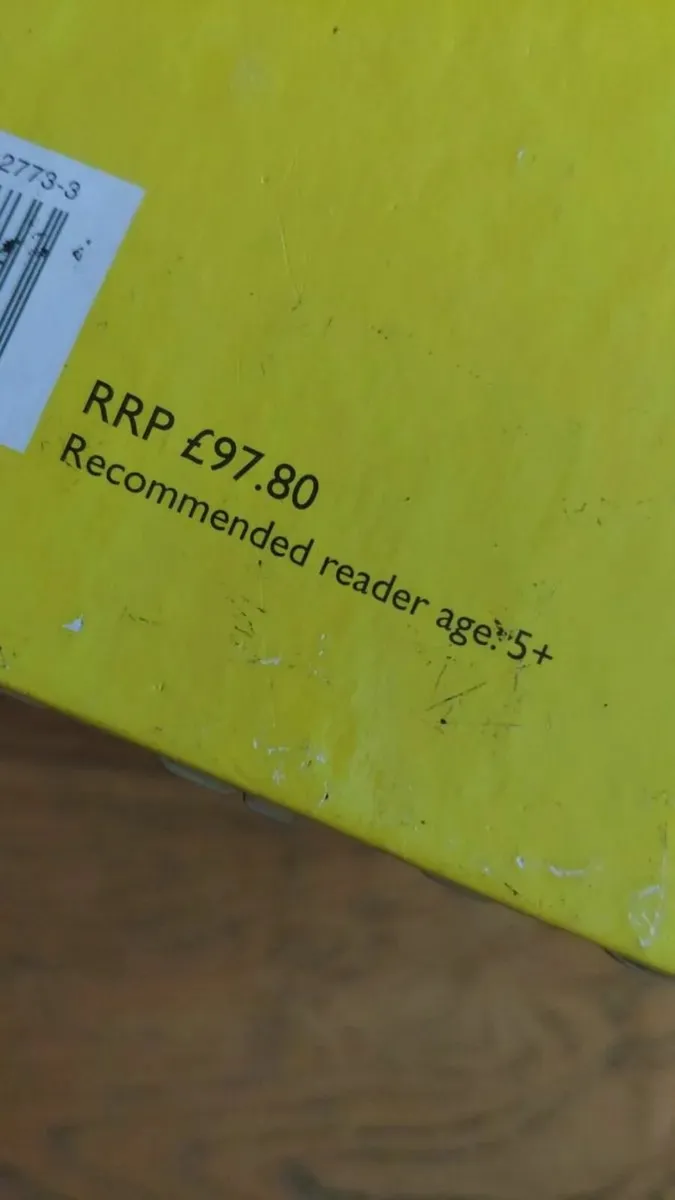 2773-3
RRP £97.80
Recommended reader age: 5+